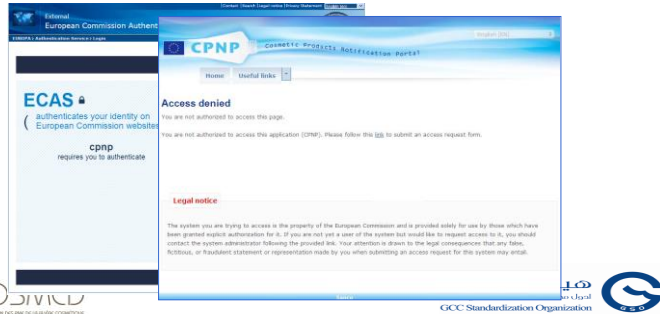 |Contact |Search |Legal notice |Privacy Statement
External
European Commission Authent
EUROPA > Authentication Service > Login
ECAS
authenticates your identity on
European Commission websites
cpnp
requires you to authenticate
English (EN)
CPNP
Cosmetic Products Notification Portal
Home Useful links
Access denied
You are not authorized to access this page.
You are not authorized to access this application (CPNP). Please follow this link to submit an access request form.
Legal notice
The system you are trying to access is the property of the European Commission and is provided solely for use by those which have
been granted explicit authorisation for it. If you are not yet a user of the system but would like to request access to it, you should
contact the system administrator following the provided link. Your attention is drawn to the legal consequences that any false,
fictitious, or fraudulent statement or representation made by you when submitting an access request for this system may entail.
GCC Standardization Organization
GSO